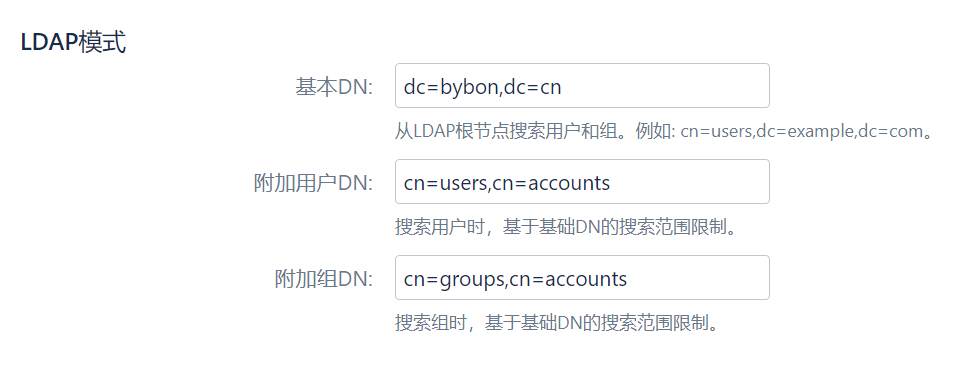 LDAP模式
基本DN: dc=bybon,dc=cn
从LDAP根节点搜索用户和组。例如: cn=users,dc=example,dc=com。
附加用户DN: cn=users,cn=accounts
搜索用户时，基于基础DN的搜索范围限制。
附加组DN: cn=groups,cn=accounts
搜索组时，基于基础DN的搜索范围限制。